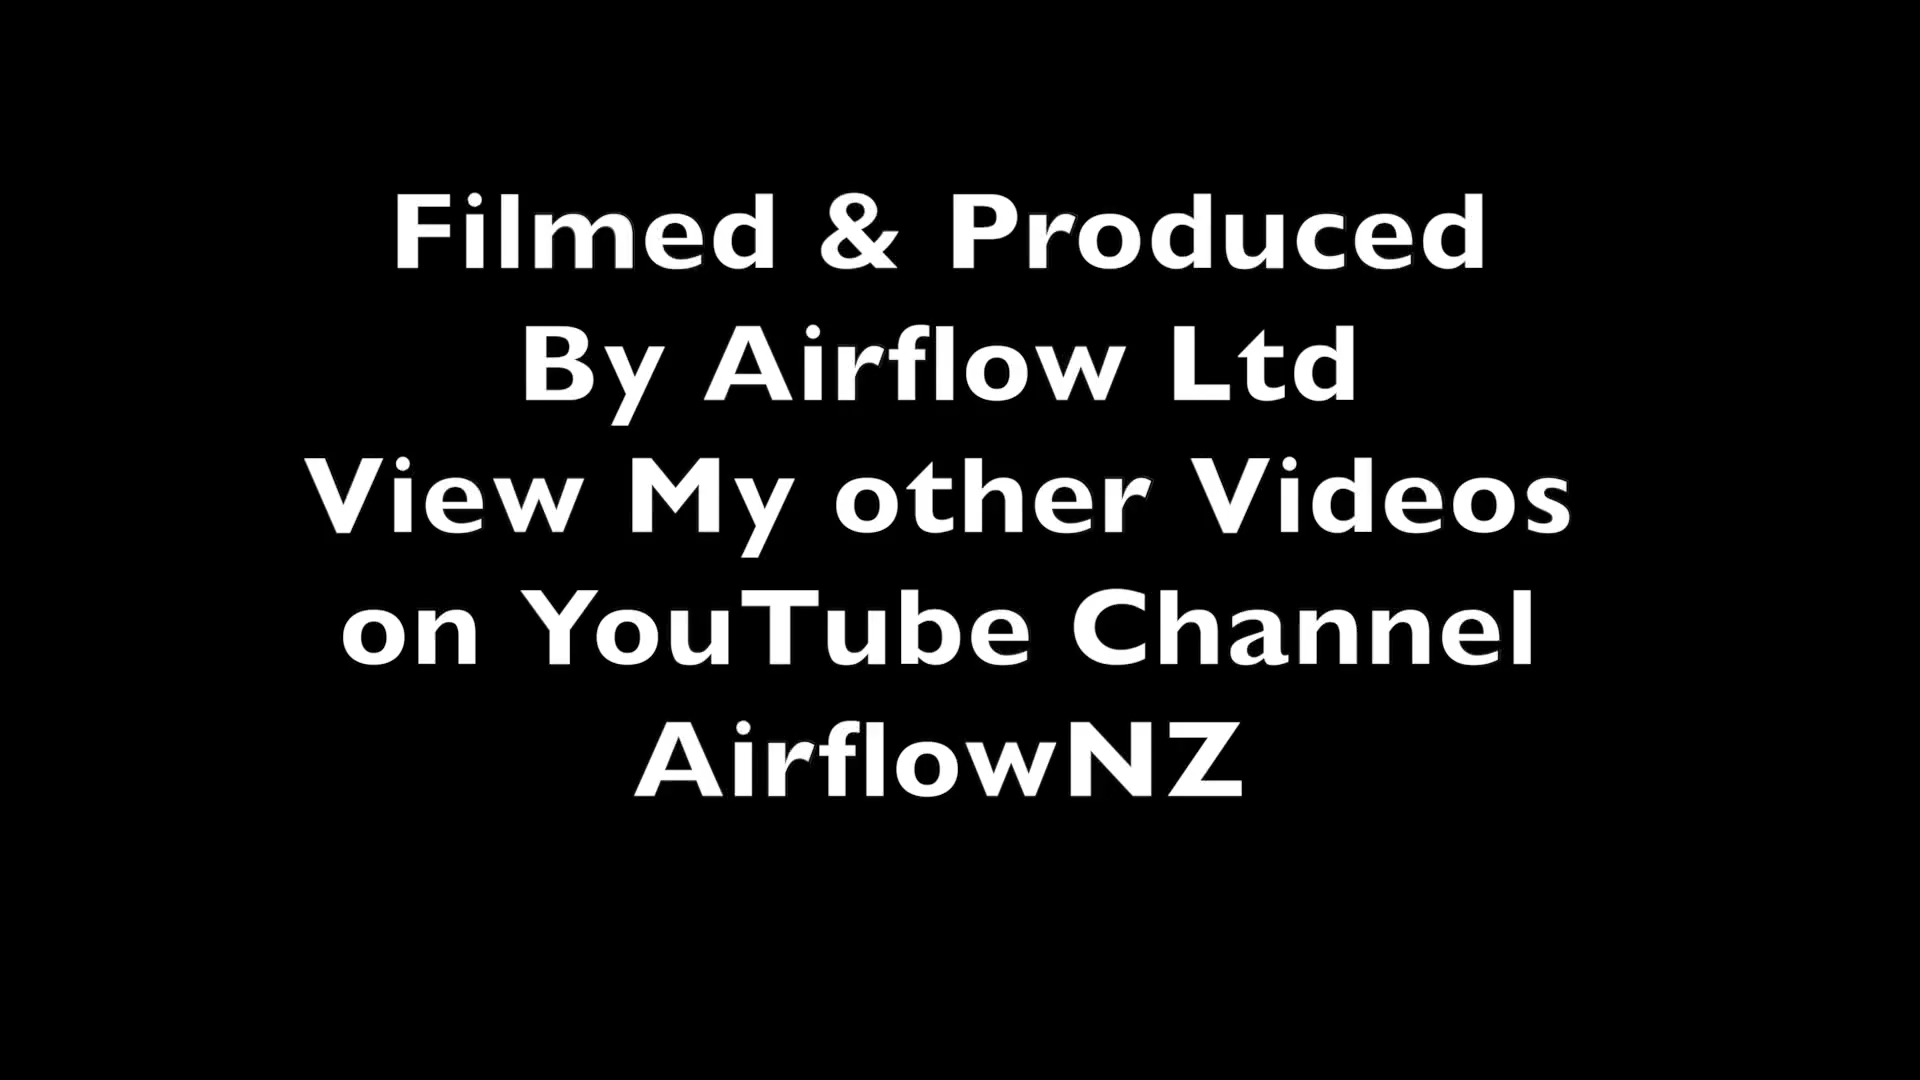 Filmed & Produced
By Airflow Ltd
View My other Videos
on YouTube Channel
AirflowNZ